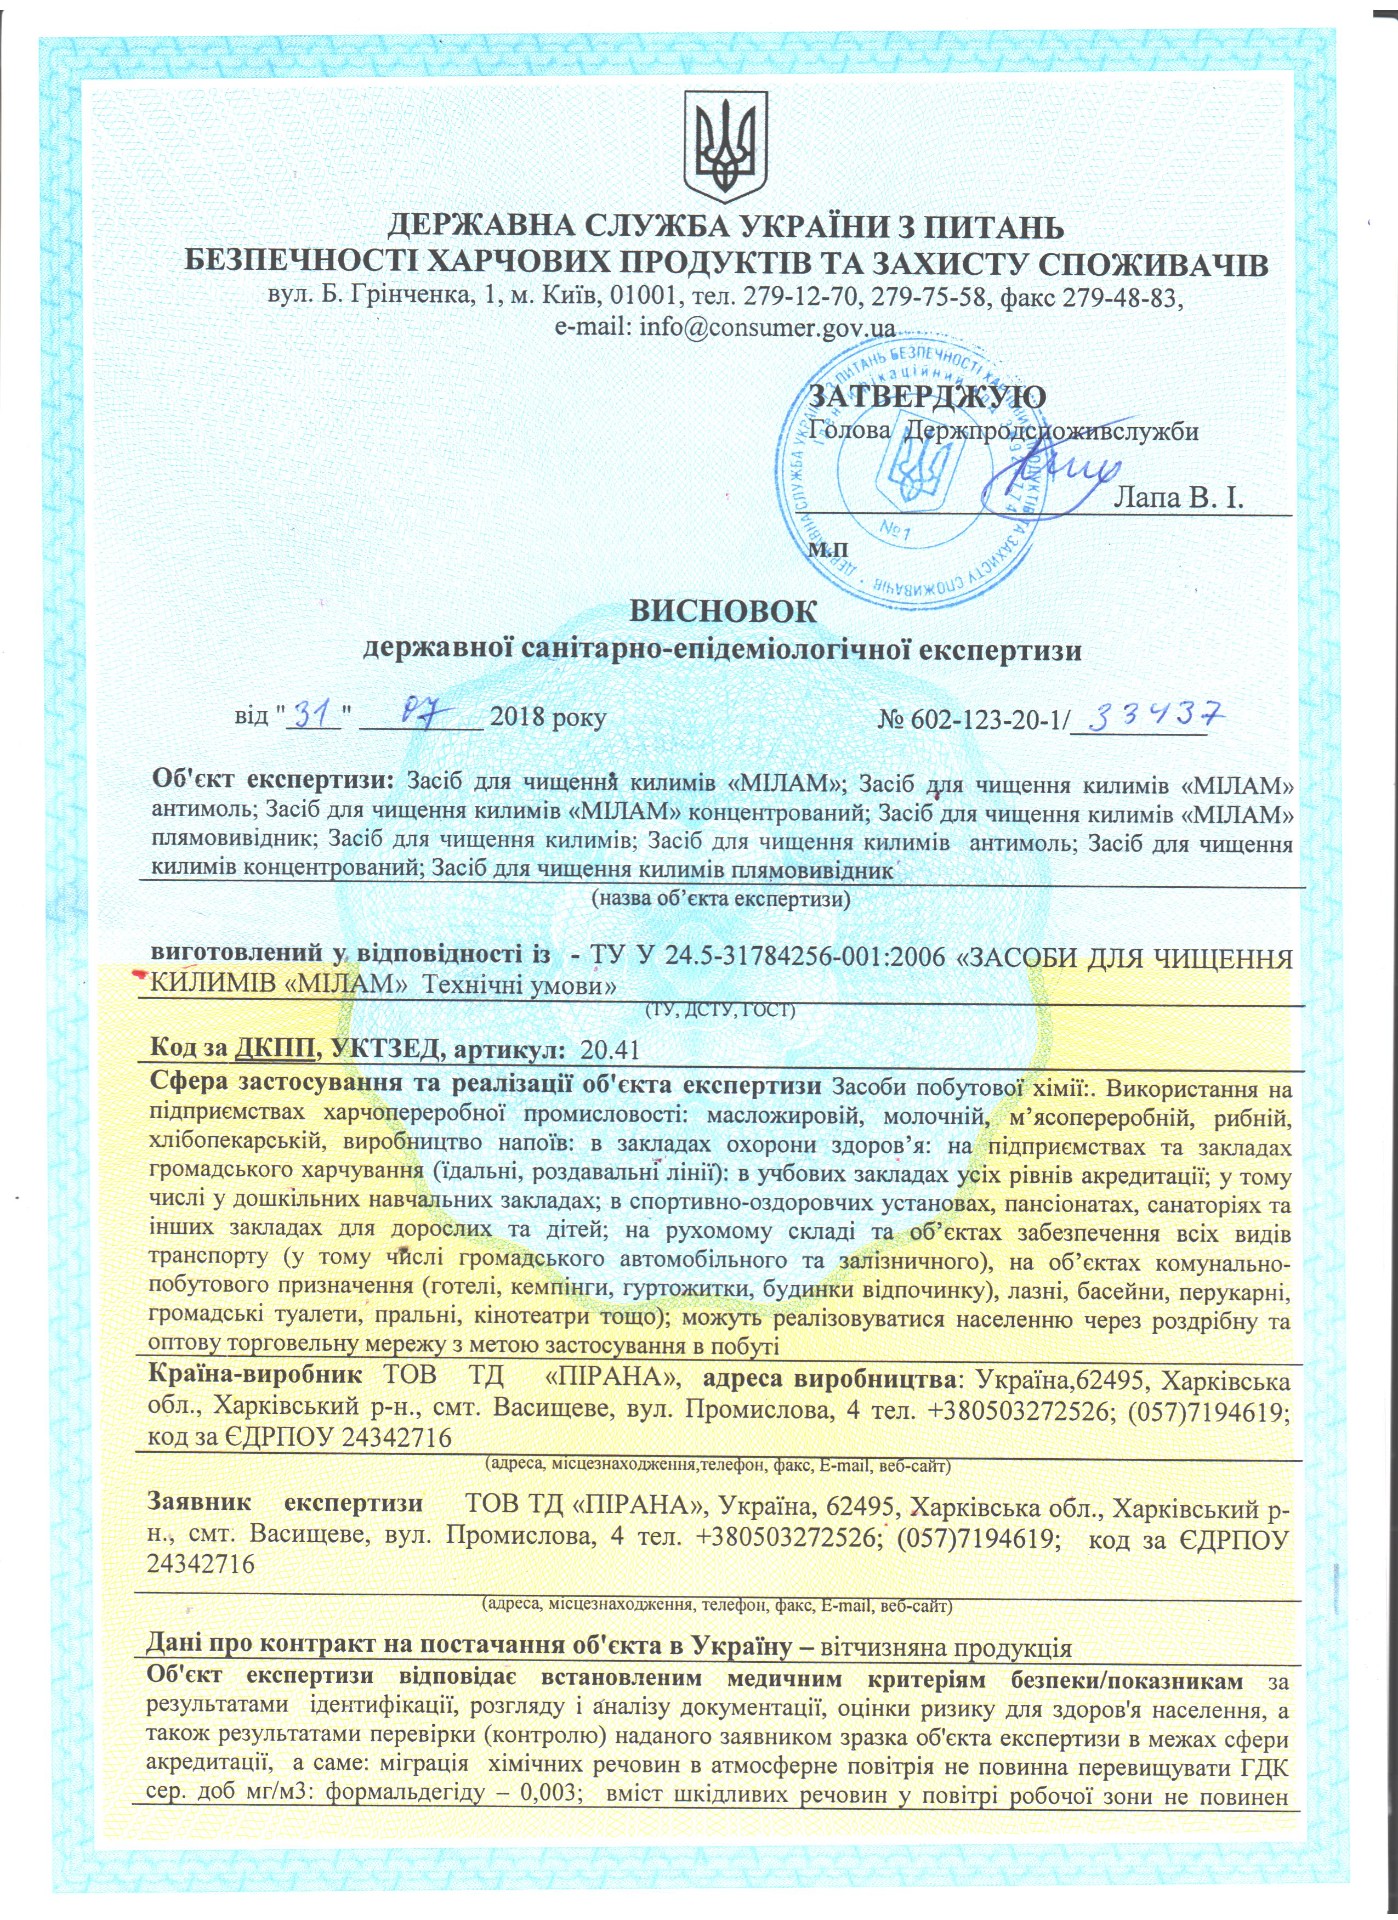 ДЕРЖАВНА СЛУЖБА УКРАЇНИ З ПИТАНЬ
БЕЗПЕЧНОСТІ ХАРЧОВИХ ПРОДУКТІВ ТА ЗАХИСТУ СПОЖИВАЧІВ
вул. Б. Грінченка, 1, м. Київ, 01001, тел. 279-12-70, 279-75-58, факс 279-48-83,
e-mail: info@consumer.gov.ua
ЗАТВЕРДЖУЮ
Голова Держпродспоживслужби
Лапа В. І.
№1
М.П
ВИСНОВОК
державної санітарно-епідеміологічної експертизи
від "31" 07 2018 року № 602-123-20-1/33437
Об'єкт експертизи: Засіб для чищення килимів «МІЛАМ»; Засіб для чищення килимів «МІЛАМ»
антимоль; Засіб для чищення килимів «МІЛАМ» концентрований; Засіб для чищення килимів «МІЛАМ»
плямовивідник; Засіб для чищення килимів; Засіб для чищення килимів антимоль; Засіб для чищення
килимів концентрований; Засіб для чищення килимів плямовивідник
(назва об’єкта експертизи)
виготовлений у відповідності із - ТУ У 24.5-31784256-001:2006 «ЗАСОБИ ДЛЯ ЧИЩЕННЯ
КИЛИМІВ «МІЛАМ» Технічні умови»
(ТУ, ДСТУ, ГОСТ)
Код за ДКПП, УКТЗЕД, артикул: 20.41
Сфера застосування та реалізації об'єкта експертизи Засоби побутової хімії:. Використання на
підприємствах харчопереробної промисловості: масложировій, молочній, м’ясопереробній, рибній,
хлібопекарській, виробництво напоїв: в закладах охорони здоров’я: на підприємствах та закладах
громадського харчування (їдальні, роздавальні лінії): в учбових закладах усіх рівнів акредитації; у тому
числі у дошкільних навчальних закладах; в спортивно-оздоровчих установах, пансіонатах, санаторіях та
інших закладах для дорослих та дітей; на рухомому складі та об’єктах забезпечення всіх видів
транспорту (у тому числі громадського автомобільного та залізничного), на об’єктах комунально-
побутового призначення (готелі, кемпінги, гуртожитки, будинки відпочинку), лазні, басейни, перукарні,
громадські туалети, пральні, кінотеатри тощо); можуть реалізовуватися населенню через роздрібну та
оптову торговельну мережу з метою застосування в побуті
Країна-виробник ТОВ ТД «ПІРАНА», адреса виробництва: Україна,62495, Харківська
обл., Харківський р-н., смт. Васищеве, вул. Промислова, 4 тел. +380503272526; (057)7194619;
код за ЄДРПОУ 24342716
(адреса, місцезнаходження,телефон, факс, E-mail, веб-сайт)
Заявник експертизи ТОВ ТД «ПІРАНА», Україна, 62495, Харківська обл., Харківський р-
н., смт. Васищеве, вул. Промислова, 4 тел. +380503272526; (057)7194619; код за ЄДРПОУ
24342716
(адреса, місцезнаходження, телефон, факс, E-mail, веб-сайт)
Дані про контракт на постачання об'єкта в Україну – вітчизняна продукція
Об'єкт експертизи відповідає встановленим медичним критеріям безпеки/показникам за
результатами ідентифікації, розгляду і аналізу документації, оцінки ризику для здоров'я населення, а
також результатами перевірки (контролю) наданого заявником зразка об'єкта експертизи в межах сфери
акредитації, а саме: міграція хімічних речовин в атмосферне повітрія не повинна перевищувати ГДК
сер. доб мг/м3: формальдегіду – 0,003; вміст шкідливих речовин у повітрі робочої зони не повинен